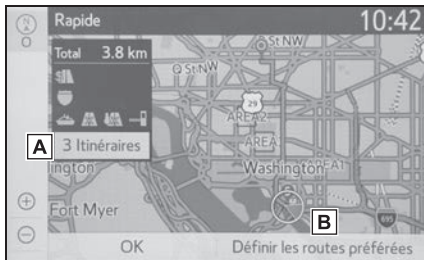 N
Rapide
10:42
St NW
Total 3.8 km
Q St NW
29
AREA2
A
3 Itinéraires
AREA
ington
Washington
AREA1
Fort Myer
B
695
OK
Définir les routes préférées